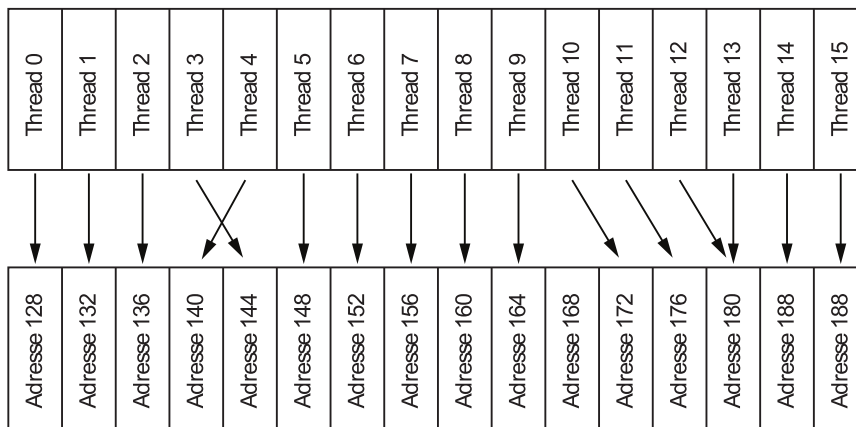 Thread 0
Thread 1
Thread 2
Thread 3
Thread 4
Thread 5
Thread 6
Thread 7
Thread 8
Thread 9
Thread 10
Thread 11
Thread 12
Thread 13
Thread 14
Thread 15
Adresse 128
Adresse 132
Adresse 136
Adresse 140
Adresse 144
Adresse 148
Adresse 152
Adresse 156
Adresse 160
Adresse 164
Adresse 168
Adresse 172
Adresse 176
Adresse 180
Adresse 188
Adresse 188